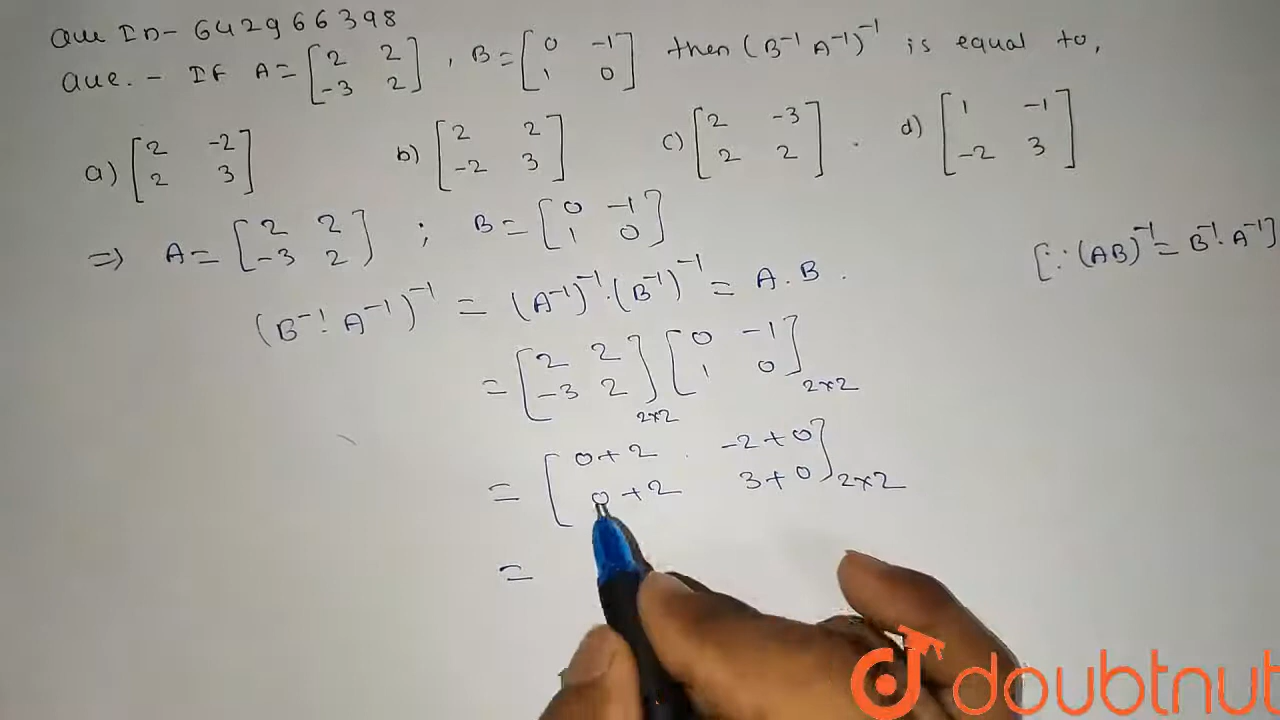 Que ID- 642966398
Que. - IF A = [2 2 -3 2], B = [0 -1 1 0] then (B⁻¹ A⁻¹)⁻¹ is equal to,
a) [2 -2 2 3] b) [2 2 -2 3] c) [2 -3 2 2]. d) [1 -1 -2 3]
=> A = [2 2 -3 2] ; B = [0 -1 1 0]
(B⁻¹. A⁻¹)⁻¹ = (A⁻¹)⁻¹.(B⁻¹)⁻¹ = A.B. [∵ (AB)⁻¹ = B⁻¹. A⁻¹]
= [2 2 -3 2]2×2 [0 -1 1 0]2×2
= [0+2 -2+0 0+2 3+0]2×2
=
doubtnut